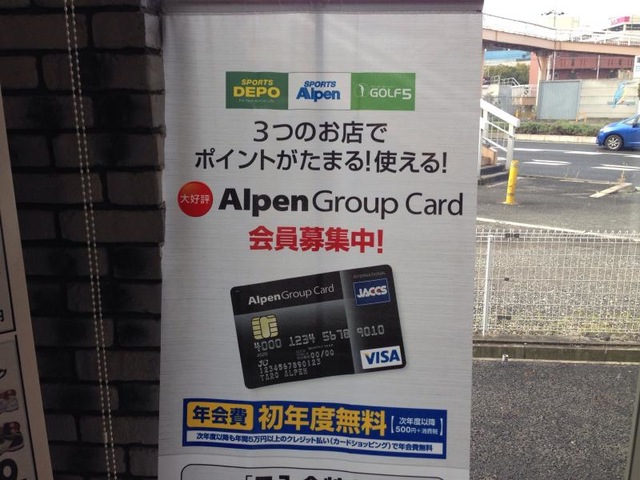 SPORTS
DEPO
SPORTS
Alpen
GOLF5
3つのお店で
ポイントがたまる!使える!
大好評 Alpen Group Card
会員募集中!
Alpen Group Card
JACCS
4000 1234 5678 9010
00/00
1234567890123
TARO ALPEN
VISA
年会費 初年度無料 [次年度以降 500円+消費税]
次年度以降も年間5万円以上のクレジット払い(カードショッピング)で年会費無料